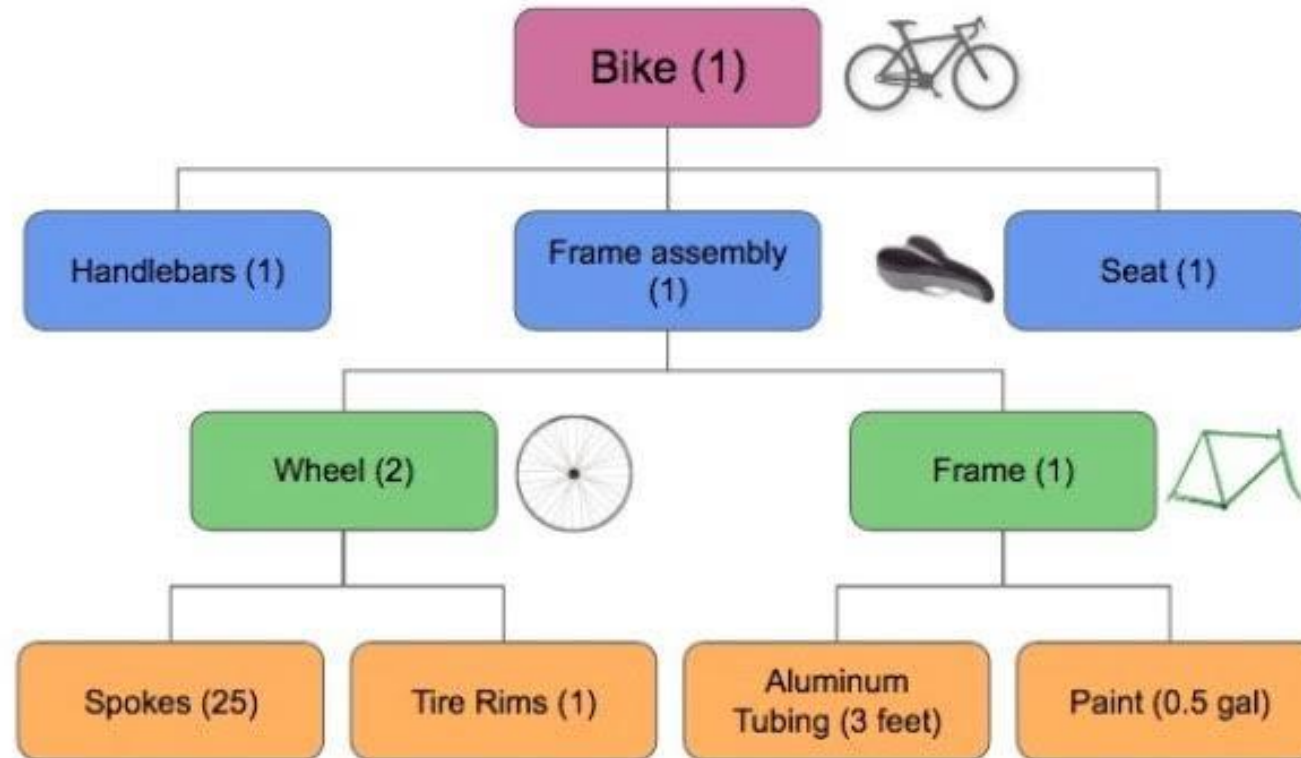 Bike (1)
Handlebars (1)
Frame assembly
(1)
Seat (1)
Wheel (2)
Frame (1)
Spokes (25)
Tire Rims (1)
Aluminum
Tubing (3 feet)
Paint (0.5 gal)